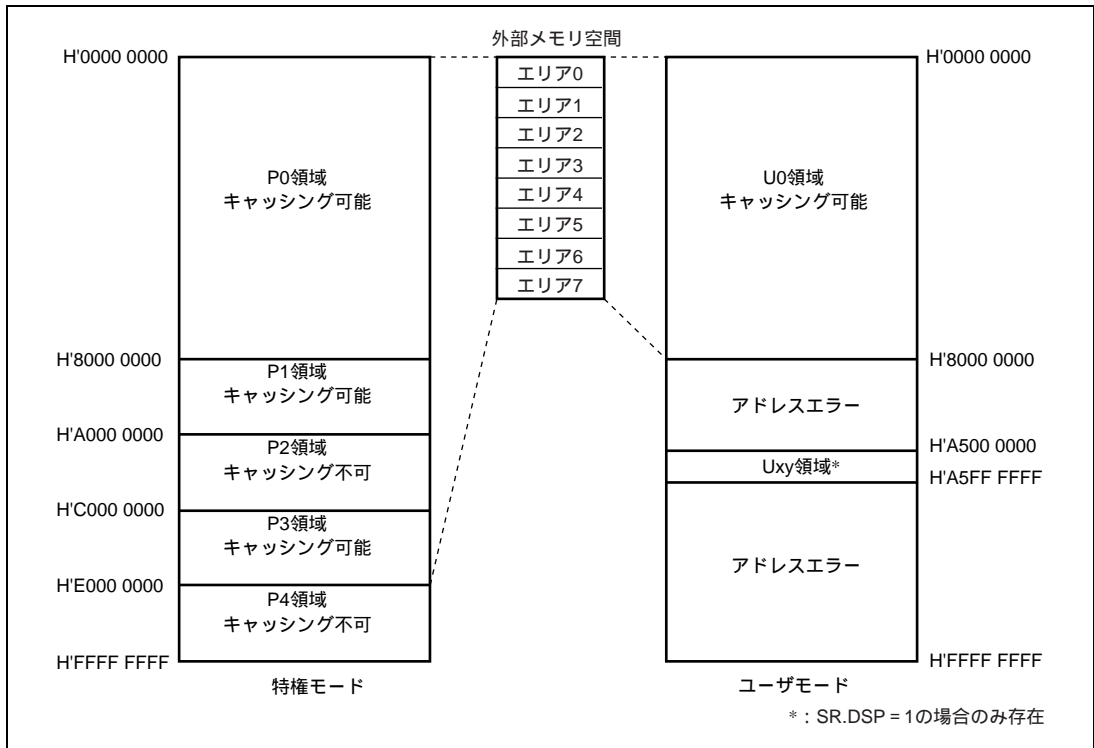 外部メモリ空間
H'0000 0000
H'0000 0000
エリア0
エリア1
エリア2
エリア3
エリア4
エリア5
エリア6
エリア7
P0領域
キャッシング可能
U0領域
キャッシング可能
H'8000 0000
P1領域
キャッシング可能
H'A000 0000
P2領域
キャッシング不可
H'C000 0000
P3領域
キャッシング可能
H'E000 0000
P4領域
キャッシング不可
H'FFFF FFFF
特権モード
H'8000 0000
アドレスエラー
H'A500 0000
Uxy領域*
H'A5FF FFFF
アドレスエラー
H'FFFF FFFF
ユーザモード
*：SR.DSP = 1の場合のみ存在